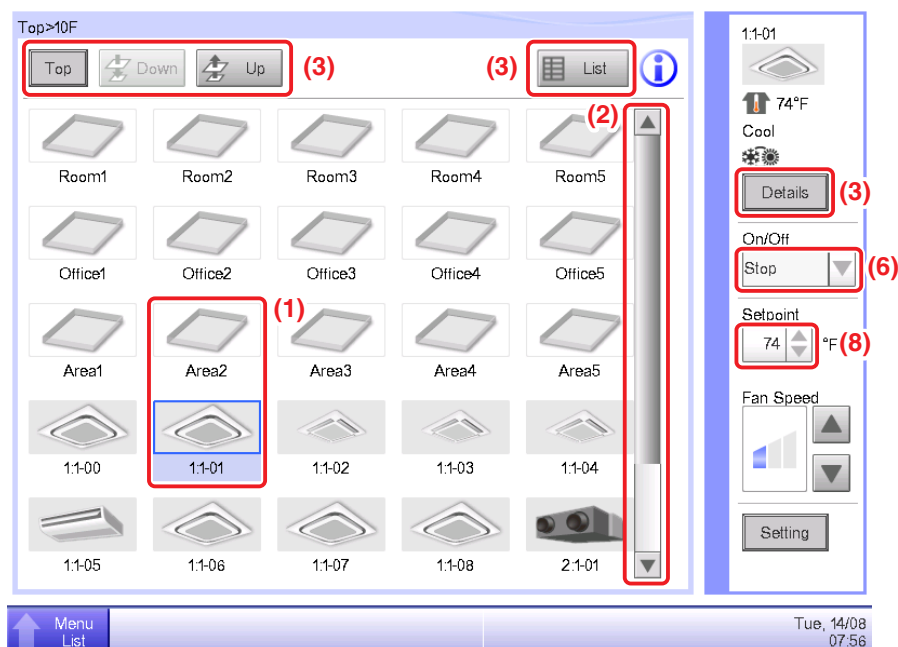 Top>10F
Top Down Up (3) (3) List
(2)
Room1 Room2 Room3 Room4 Room5
Office1 Office2 Office3 Office4 Office5
(1)
Area1 Area2 Area3 Area4 Area5
1:1-00 1:1-01 1:1-02 1:1-03 1:1-04
1:1-05 1:1-06 1:1-07 1:1-08 2:1-01
1:1-01
74°F
Cool
Details (3)
On/Off
Stop (6)
Setpoint
74 °F (8)
Fan Speed
Setting
Menu
List
Tue, 14/08
07:56